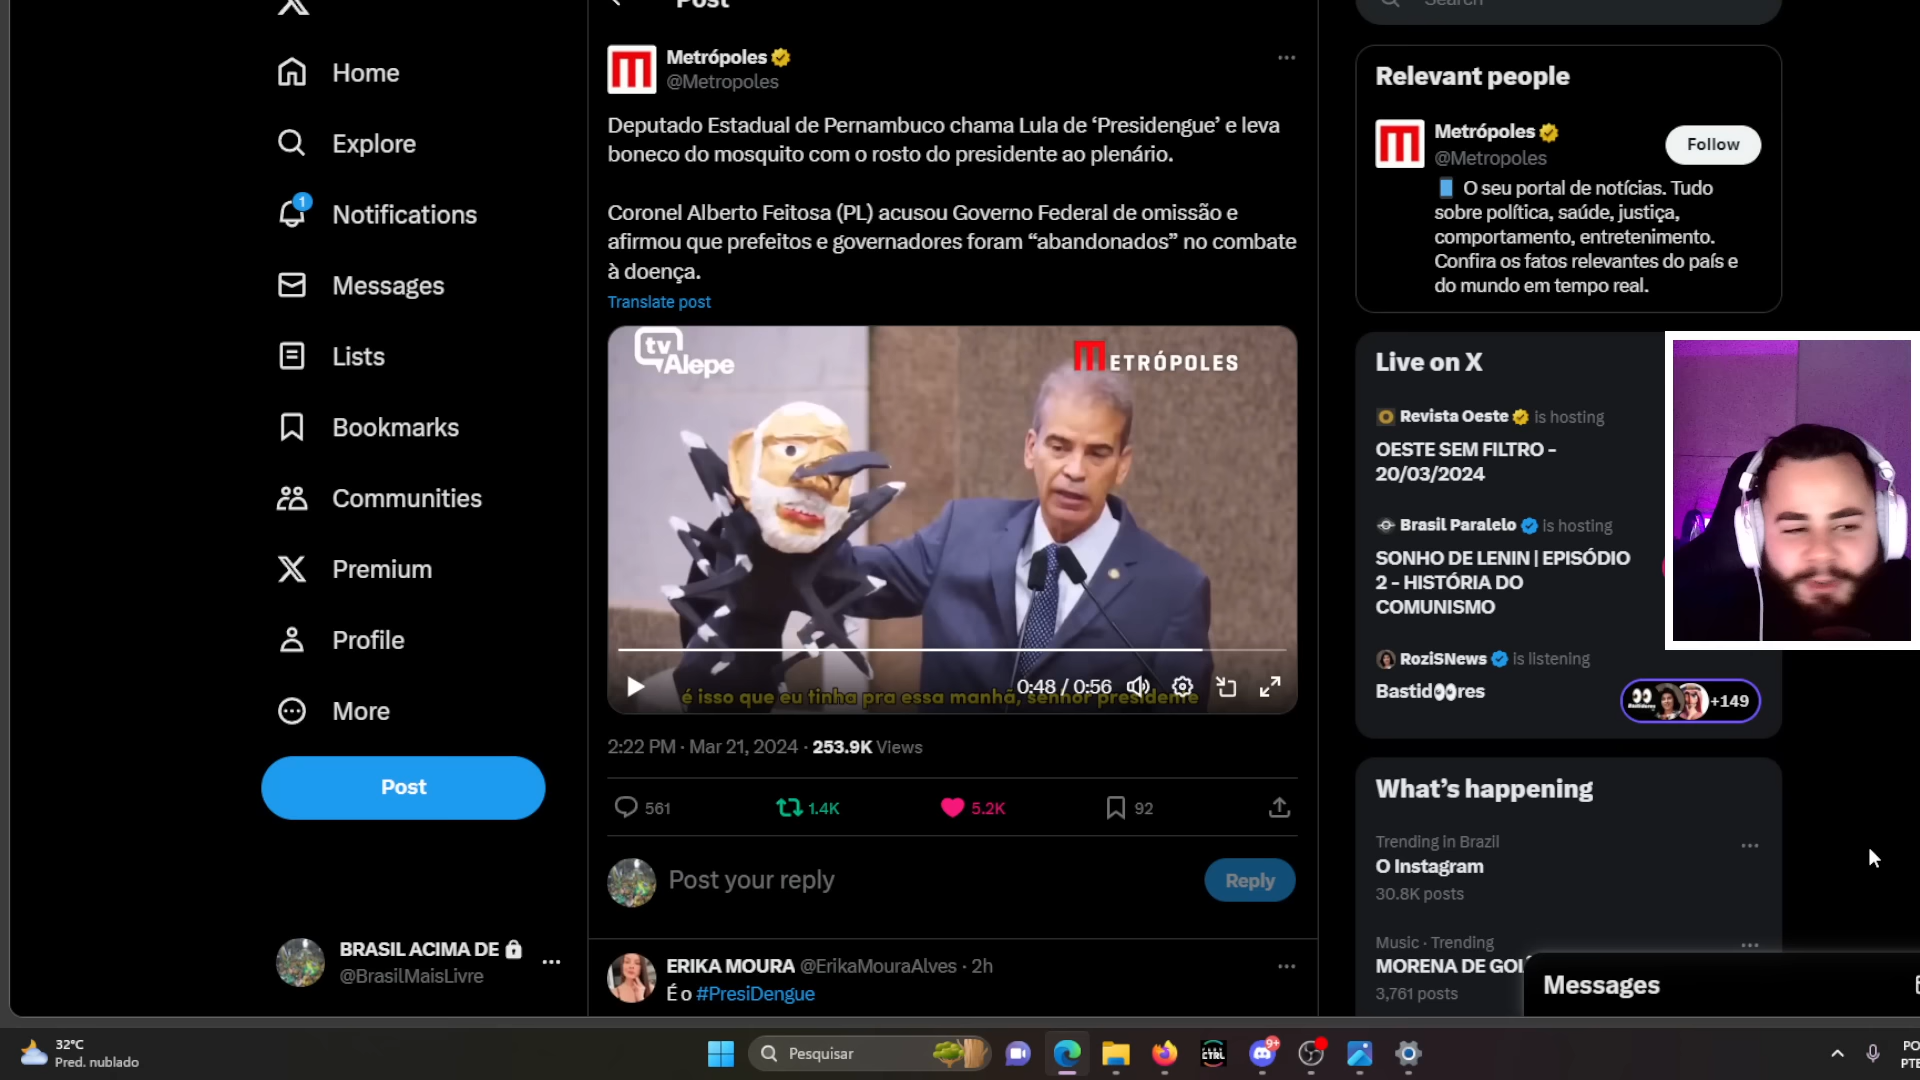 Post
Search
Home
Explore
1
Notifications
Messages
Lists
Bookmarks
Communities
Premium
Profile
More
Post
BRASIL ACIMA DE
@BrasilMaisLivre
Metrópoles
@Metropoles
Deputado Estadual de Pernambuco chama Lula de ‘Presidengue’ e leva
boneco do mosquito com o rosto do presidente ao plenário.
Coronel Alberto Feitosa (PL) acusou Governo Federal de omissão e
afirmou que prefeitos e governadores foram “abandonados” no combate
à doença.
Translate post
tv
Alepe
METRÓPOLES
0:48 / 0:56
é isso que eu tinha pra essa manhã, senhor presidente
2:22 PM · Mar 21, 2024 · 253.9K Views
561
1.4K
5.2K
92
Post your reply
Reply
ERIKA MOURA @ErikaMouraAlves · 2h
É o #PresiDengue
Relevant people
Metrópoles
@Metropoles
Follow
O seu portal de notícias. Tudo
sobre política, saúde, justiça,
comportamento, entretenimento.
Confira os fatos relevantes do país e
do mundo em tempo real.
Live on X
Revista Oeste is hosting
OESTE SEM FILTRO -
20/03/2024
Brasil Paralelo is hosting
SONHO DE LENIN | EPISÓDIO
2 - HISTÓRIA DO
COMUNISMO
RoziSNews is listening
Bastid👀res
+149
What’s happening
Trending in Brazil
O Instagram
30.8K posts
Music · Trending
MORENA DE
3,761 posts
Messages
32°C
Pred. nublado
Pesquisar
CTRL
9+